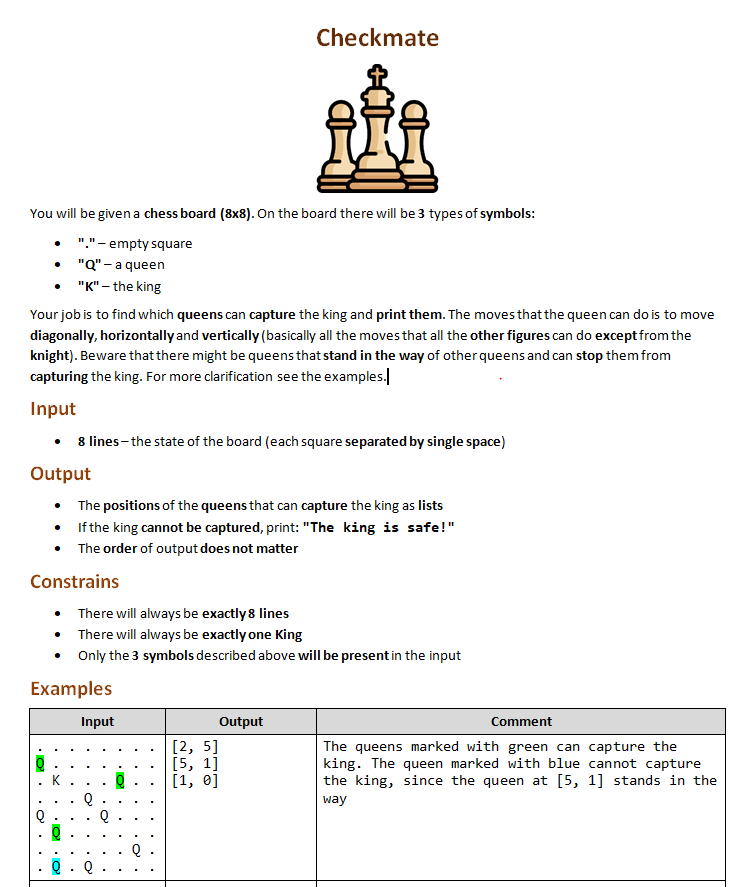 Checkmate
You will be given a chess board (8x8). On the board there will be 3 types of symbols:
• "." – empty square
• "Q" – a queen
• "K" – the king
Your job is to find which queens can capture the king and print them. The moves that the queen can do is to move
diagonally, horizontally and vertically (basically all the moves that all the other figures can do except from the
knight). Beware that there might be queens that stand in the way of other queens and can stop them from
capturing the king. For more clarification see the examples.
Input
• 8 lines – the state of the board (each square separated by single space)
Output
• The positions of the queens that can capture the king as lists
• If the king cannot be captured, print: "The king is safe!"
• The order of output does not matter
Constrains
• There will always be exactly 8 lines
• There will always be exactly one King
• Only the 3 symbols described above will be present in the input
Examples
Input Output Comment
. . . . . . . .
Q . . . . . . .
. K . . . Q . .
. . . Q . . . .
Q . . . Q . . .
. Q . . . . . .
. . . . . . Q .
. Q . Q . . . .
[2, 5]
[5, 1]
[1, 0]
The queens marked with green can capture the
king. The queen marked with blue cannot capture
the king, since the queen at [5, 1] stands in the
way